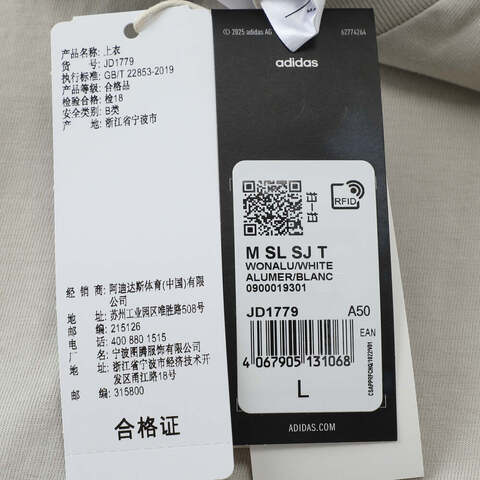 产品名称: 上衣
货 号: JD1779
执行标准: GB/T 22853-2019
产品等级: 合格品
检验合格: 检18
安全类别: B类
产 地: 浙江省宁波市
经 销 商: 阿迪达斯体育(中国)有限
公司
地 址: 苏州工业园区唯胜路508号
邮 编: 215126
电 话: 400 880 1515
厂 名: 宁波图腾服饰有限公司
厂 址: 浙江省宁波市经济技术开
发区甬江路18号
邮 编: 315800
合格证
© 2025 adidas AG
62774264
adidas
RFID
M SL SJ T
WONALU/WHITE
ALUMER/BLANC
0900019301
JD1779 A50
EAN
4 067905 131068
L
ADIDAS.COM